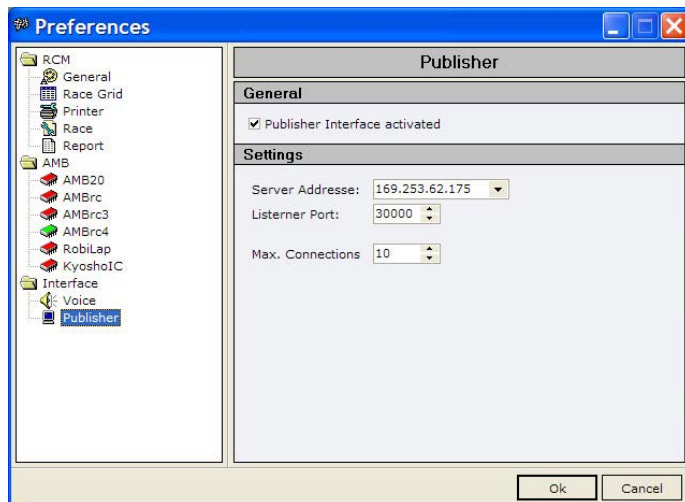 Preferences
RCM
General
Race Grid
Printer
Race
Report
AMB
AMB20
AMBrc
AMBrc3
AMBrc4
RobiLap
KyoshoIC
Interface
Voice
Publisher
Publisher
General
Publisher Interface activated
Settings
Server Addresse: 169.253.62.175
Listerner Port: 30000
Max. Connections 10
Ok Cancel